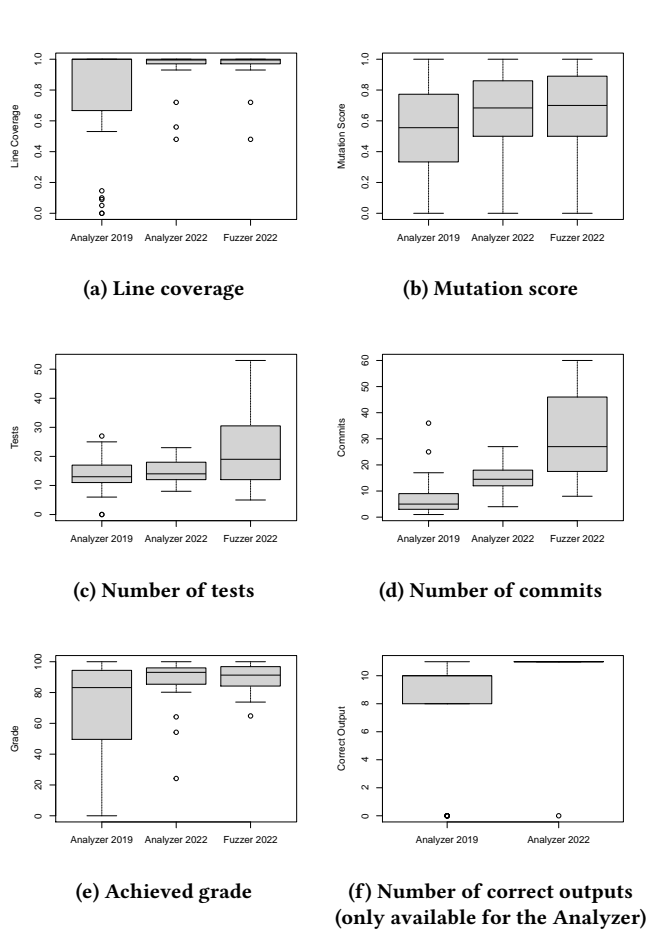 Line Coverage
0.0 0.2 0.4 0.6 0.8 1.0
Analyzer 2019 Analyzer 2022 Fuzzer 2022
(a) Line coverage
Mutation Score
0.0 0.2 0.4 0.6 0.8 1.0
Analyzer 2019 Analyzer 2022 Fuzzer 2022
(b) Mutation score
Tests
0 10 20 30 40 50
Analyzer 2019 Analyzer 2022 Fuzzer 2022
(c) Number of tests
Commits
0 10 20 30 40 50 60
Analyzer 2019 Analyzer 2022 Fuzzer 2022
(d) Number of commits
Grade
0 20 40 60 80 100
Analyzer 2019 Analyzer 2022 Fuzzer 2022
(e) Achieved grade
Correct Output
0 2 4 6 8 10
Analyzer 2019 Analyzer 2022
(f) Number of correct outputs
(only available for the Analyzer)